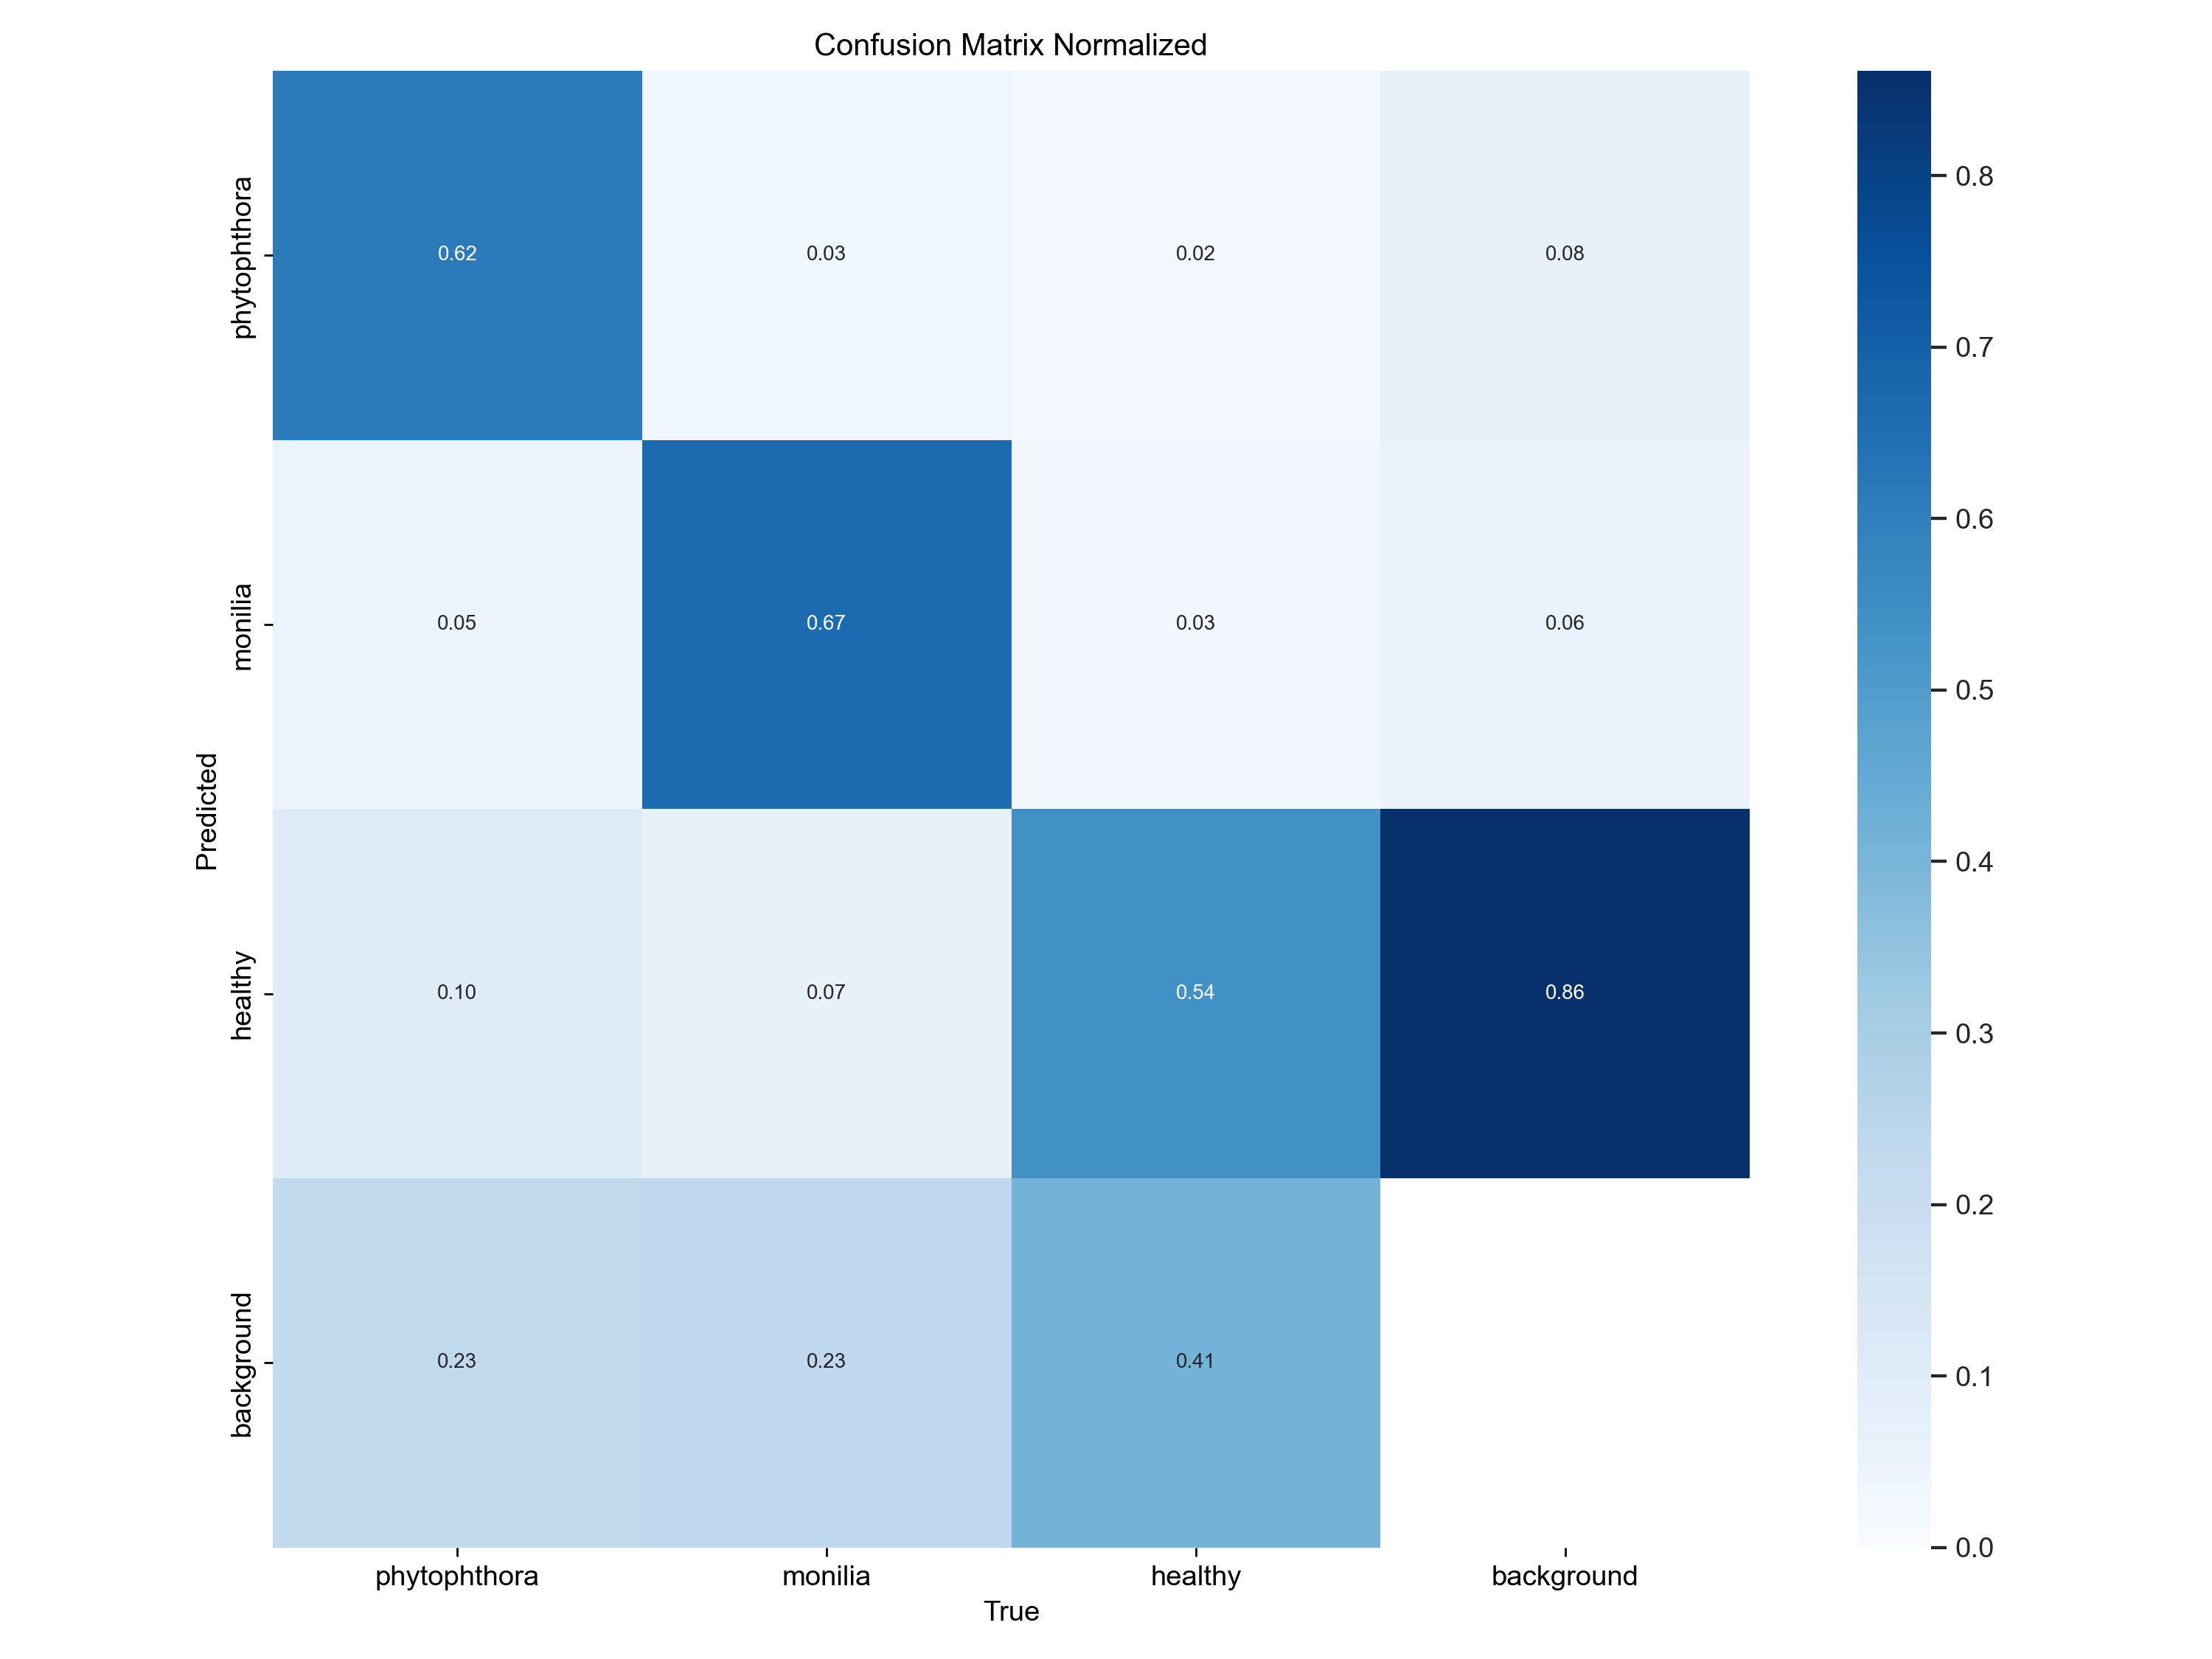 Confusion Matrix Normalized
phytophthora
0.62
0.03
0.02
0.08
monilia
0.05
0.67
0.03
0.06
healthy
0.10
0.07
0.54
0.86
background
0.23
0.23
0.41
Predicted
phytophthora
monilia
healthy
background
True
0.8
0.7
0.6
0.5
0.4
0.3
0.2
0.1
0.0